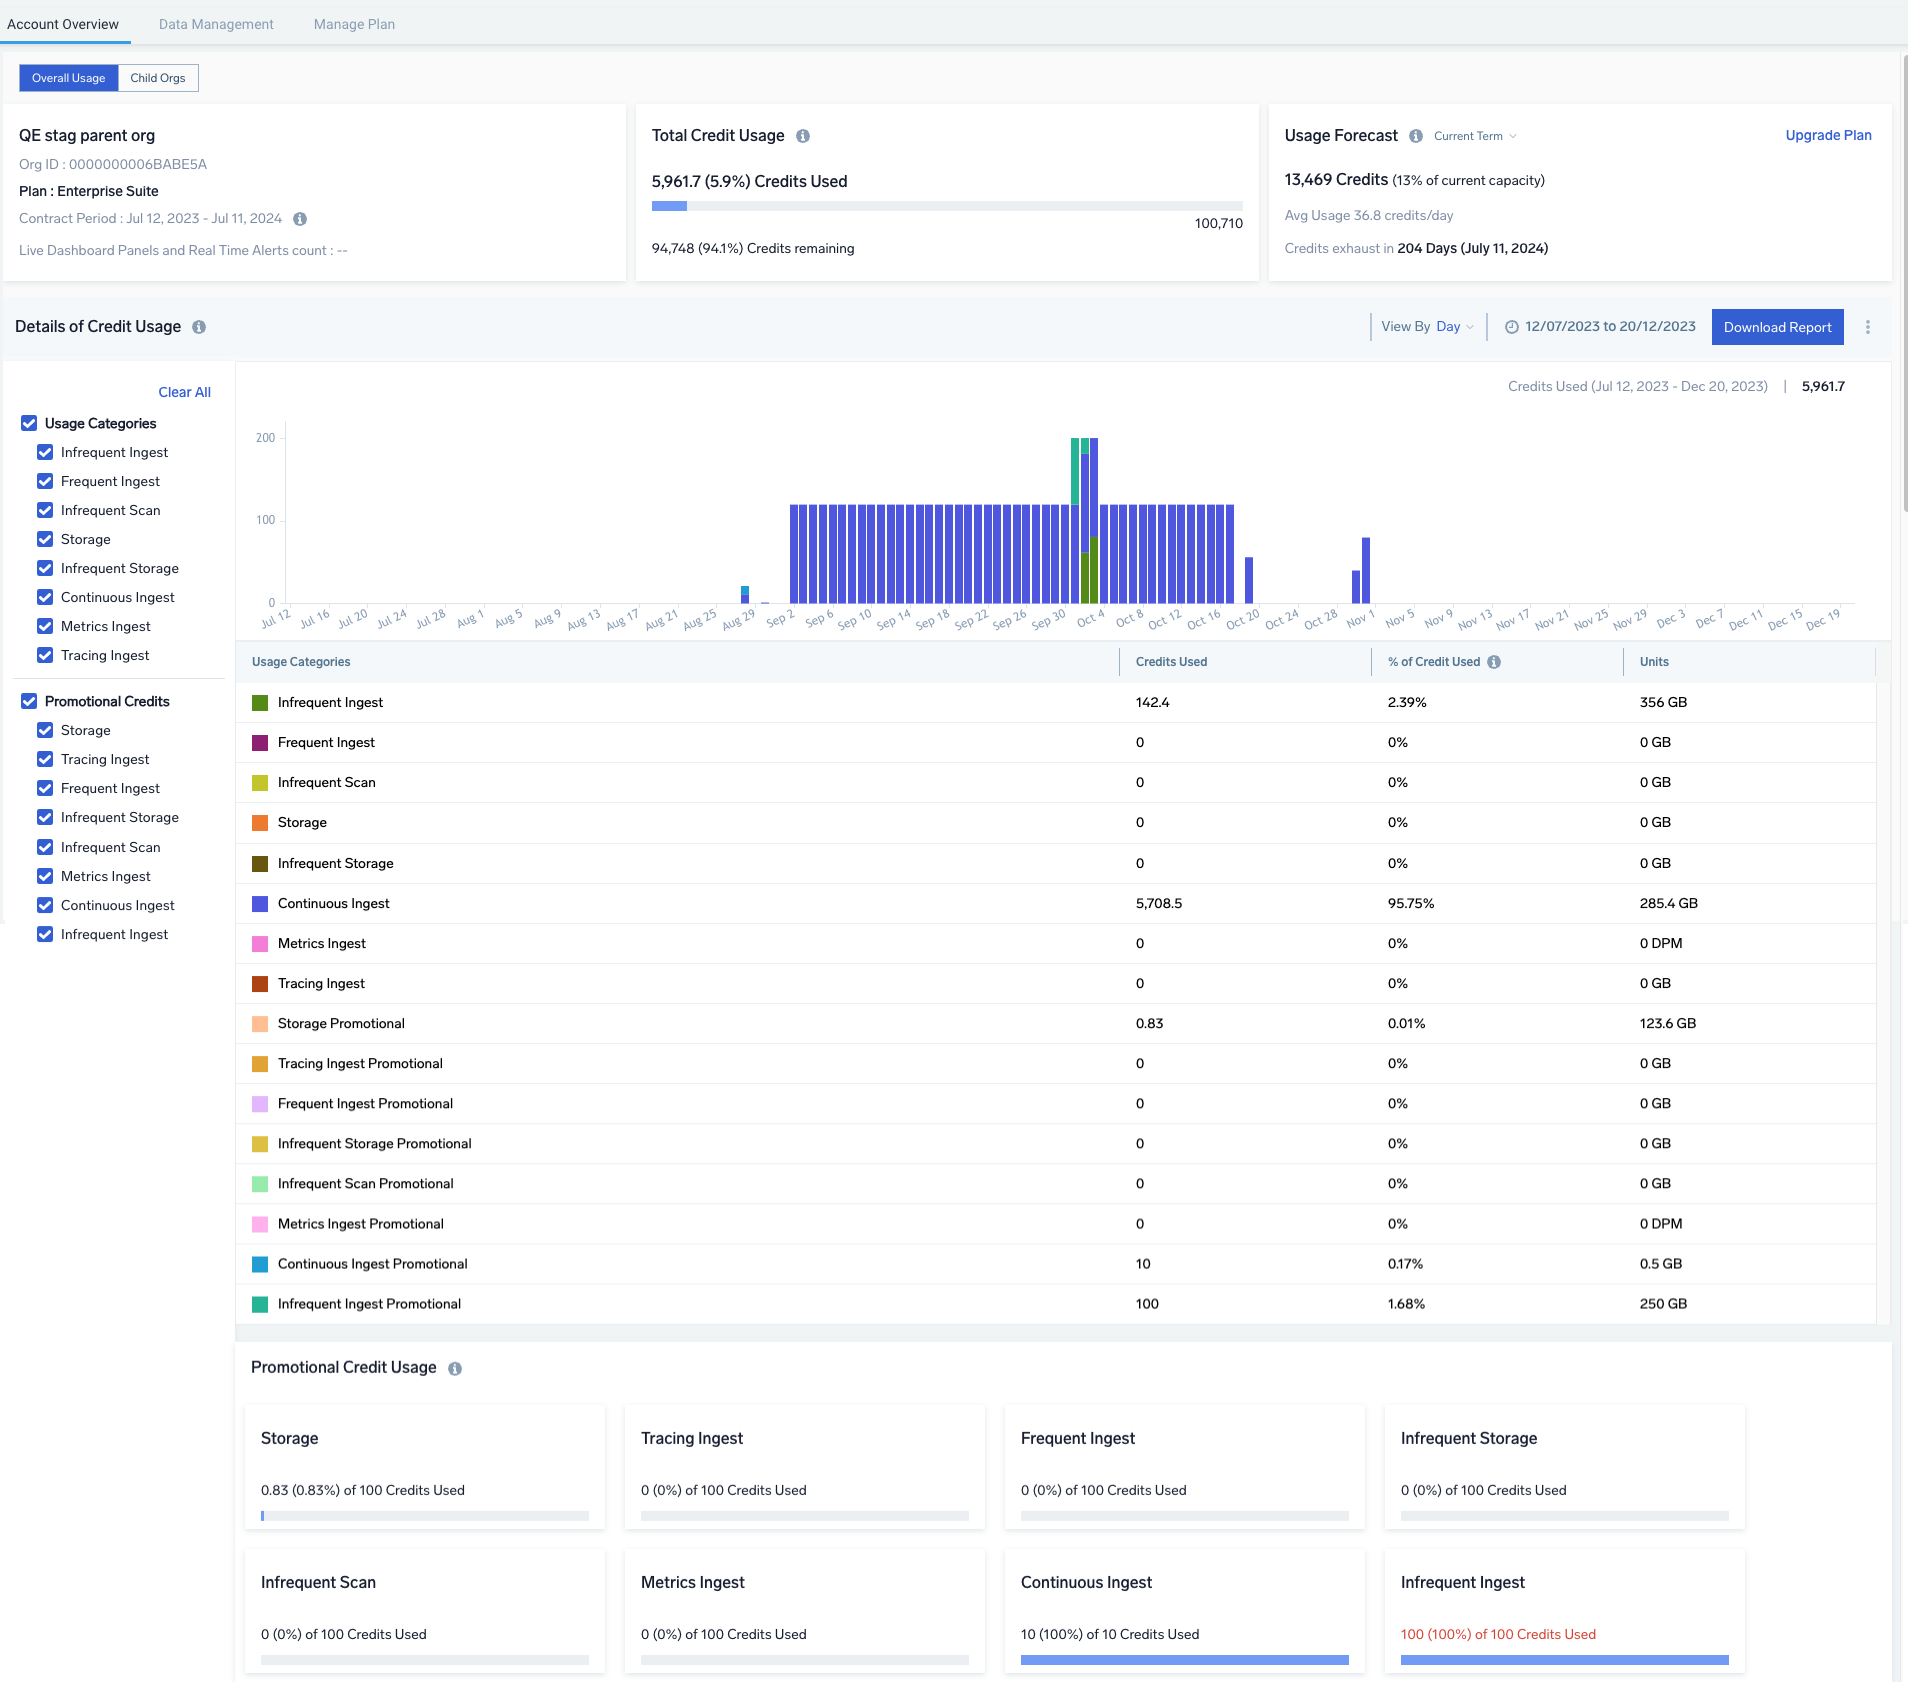 Account Overview Data Management Manage Plan
Overall Usage Child Orgs
QE stag parent org
Org ID : 0000000006BABE5A
Plan : Enterprise Suite
Contract Period : Jul 12, 2023 - Jul 11, 2024
Live Dashboard Panels and Real Time Alerts count : --
Total Credit Usage
5,961.7 (5.9%) Credits Used
100,710
94,748 (94.1%) Credits remaining
Usage Forecast Current Term Upgrade Plan
13,469 Credits (13% of current capacity)
Avg Usage 36.8 credits/day
Credits exhaust in 204 Days (July 11, 2024)
Details of Credit Usage View By Day 12/07/2023 to 20/12/2023 Download Report
Clear All
Usage Categories
Infrequent Ingest
Frequent Ingest
Infrequent Scan
Storage
Infrequent Storage
Continuous Ingest
Metrics Ingest
Tracing Ingest
Promotional Credits
Storage
Tracing Ingest
Frequent Ingest
Infrequent Storage
Infrequent Scan
Metrics Ingest
Continuous Ingest
Infrequent Ingest
Credits Used (Jul 12, 2023 - Dec 20, 2023) | 5,961.7
200
100
0
Jul 12 Jul 16 Jul 20 Jul 24 Jul 28 Aug 1 Aug 5 Aug 9 Aug 13 Aug 17 Aug 21 Aug 25 Aug 29 Sep 2 Sep 6 Sep 10 Sep 14 Sep 18 Sep 22 Sep 26 Sep 30 Oct 4 Oct 8 Oct 12 Oct 16 Oct 20 Oct 24 Oct 28 Nov 1 Nov 5 Nov 9 Nov 13 Nov 17 Nov 21 Nov 25 Nov 29 Dec 3 Dec 7 Dec 11 Dec 15 Dec 19
Usage Categories Credits Used % of Credit Used Units
Infrequent Ingest 142.4 2.39% 356 GB
Frequent Ingest 0 0% 0 GB
Infrequent Scan 0 0% 0 GB
Storage 0 0% 0 GB
Infrequent Storage 0 0% 0 GB
Continuous Ingest 5,708.5 95.75% 285.4 GB
Metrics Ingest 0 0% 0 DPM
Tracing Ingest 0 0% 0 GB
Storage Promotional 0.83 0.01% 123.6 GB
Tracing Ingest Promotional 0 0% 0 GB
Frequent Ingest Promotional 0 0% 0 GB
Infrequent Storage Promotional 0 0% 0 GB
Infrequent Scan Promotional 0 0% 0 GB
Metrics Ingest Promotional 0 0% 0 DPM
Continuous Ingest Promotional 10 0.17% 0.5 GB
Infrequent Ingest Promotional 100 1.68% 250 GB
Promotional Credit Usage
Storage
0.83 (0.83%) of 100 Credits Used
Tracing Ingest
0 (0%) of 100 Credits Used
Frequent Ingest
0 (0%) of 100 Credits Used
Infrequent Storage
0 (0%) of 100 Credits Used
Infrequent Scan
0 (0%) of 100 Credits Used
Metrics Ingest
0 (0%) of 100 Credits Used
Continuous Ingest
10 (100%) of 10 Credits Used
Infrequent Ingest
100 (100%) of 100 Credits Used